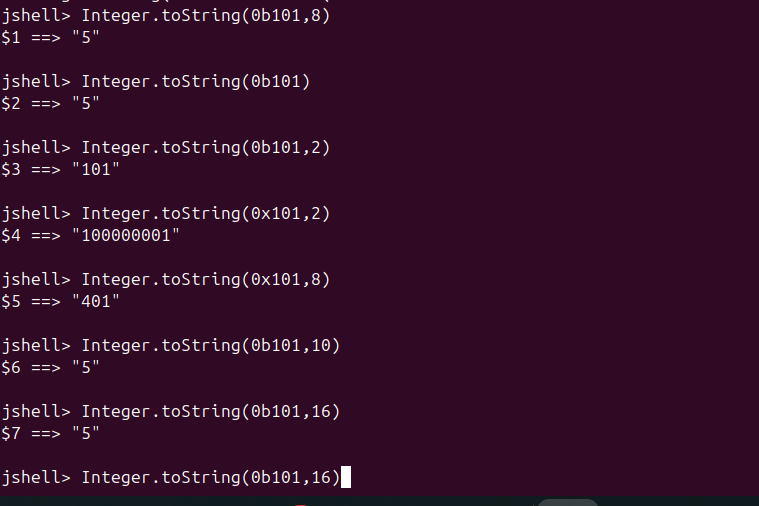 jshell> Integer.toString(0b101,8)
$1 ==> "5"
jshell> Integer.toString(0b101)
$2 ==> "5"
jshell> Integer.toString(0b101,2)
$3 ==> "101"
jshell> Integer.toString(0x101,2)
$4 ==> "100000001"
jshell> Integer.toString(0x101,8)
$5 ==> "401"
jshell> Integer.toString(0b101,10)
$6 ==> "5"
jshell> Integer.toString(0b101,16)
$7 ==> "5"
jshell> Integer.toString(0b101,16)